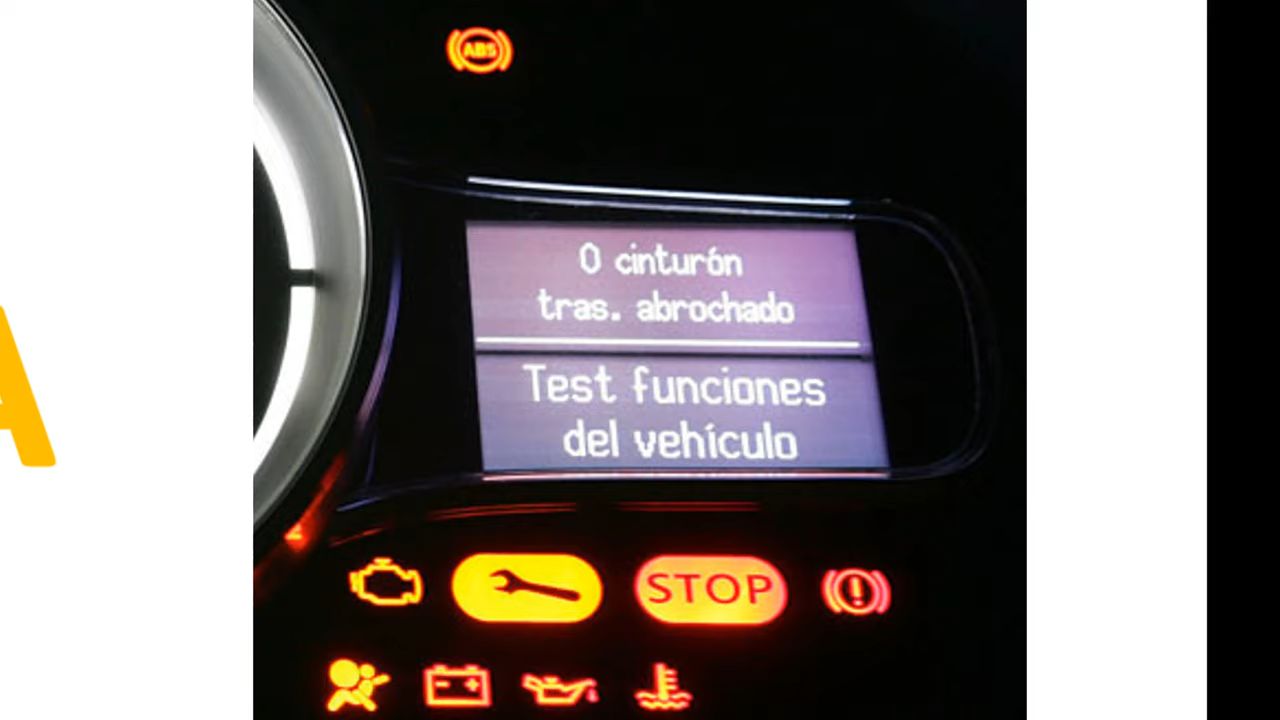 A
ABS
0 cinturón
tras. abrochado
Test funciones
del vehículo
STOP